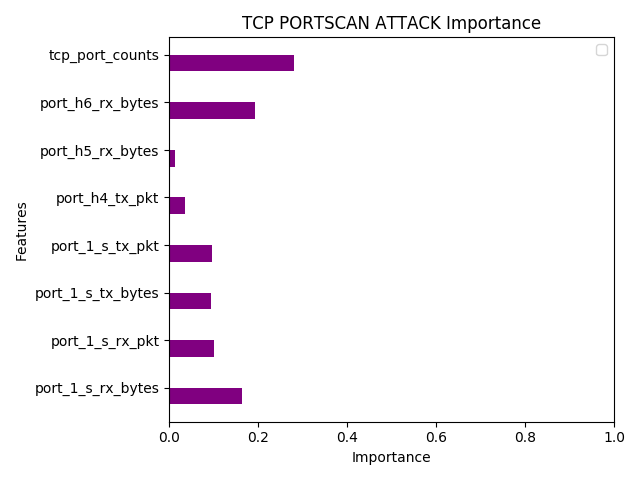 TCP PORTSCAN ATTACK Importance
tcp_port_counts
port_h6_rx_bytes
port_h5_rx_bytes
port_h4_tx_pkt
port_1_s_tx_pkt
port_1_s_tx_bytes
port_1_s_rx_pkt
port_1_s_rx_bytes
Features
0.0 0.2 0.4 0.6 0.8 1.0
Importance